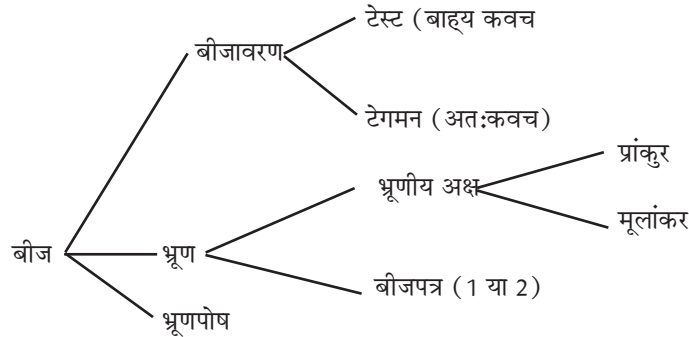 टेस्ट (बाह्य कवच
बीजावरण
टेगमन (अत:कवच)
प्रांकुर
भ्रूणीय अक्ष
मूलांकर
बीज
भ्रूण
बीजपत्र (1 या 2)
भ्रूणपोष